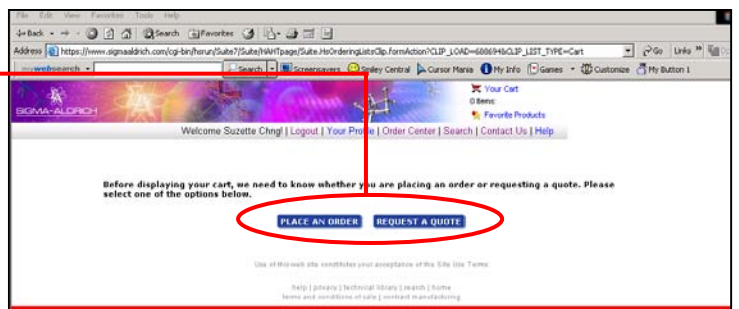 File Edit View Favorites Tools Help
Back Search Favorites
Address https://www.sigmaaldrich.com/cgi-bin/hsrun/Suite7/Suite/HAHTpage/Suite.HsOrderingListsClip.formAction?CLIP_LOAD=606946&CLIP_LIST_TYPE=Cart Go Links »
mywebsearch Search Screensavers Smiley Central Cursor Mania My Info Games Customize My Button 1
SIGMA-ALDRICH
Your Cart
0 Items
Favorite Products
Welcome Suzette Chng! | Logout | Your Profile | Order Center | Search | Contact Us | Help
Before displaying your cart, we need to know whether you are placing an order or requesting a quote. Please
select one of the options below.
PLACE AN ORDER REQUEST A QUOTE
Use of this web site constitutes your acceptance of the Site Use Terms
help | privacy | technical library | search | home
terms and conditions of sale | contract manufacturing